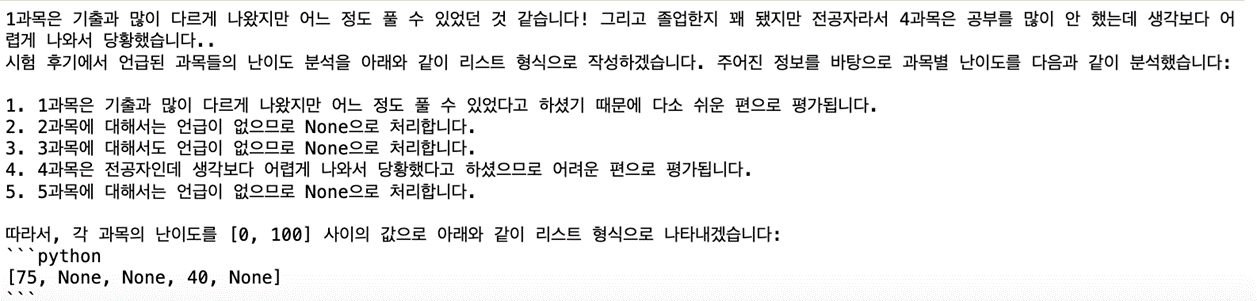 1과목은 기출과 많이 다르게 나왔지만 어느 정도 풀 수 있었던 것 같습니다! 그리고 졸업한지 꽤 됐지만 전공자라서 4과목은 공부를 많이 안 했는데 생각보다 어
렵게 나와서 당황했습니다..
시험 후기에서 언급된 과목들의 난이도 분석을 아래와 같이 리스트 형식으로 작성하겠습니다. 주어진 정보를 바탕으로 과목별 난이도를 다음과 같이 분석했습니다:
1. 1과목은 기출과 많이 다르게 나왔지만 어느 정도 풀 수 있었다고 하셨기 때문에 다소 쉬운 편으로 평가됩니다.
2. 2과목에 대해서는 언급이 없으므로 None으로 처리합니다.
3. 3과목에 대해서도 언급이 없으므로 None으로 처리합니다.
4. 4과목은 전공자인데 생각보다 어렵게 나와서 당황했다고 하셨으므로 어려운 편으로 평가됩니다.
5. 5과목에 대해서는 언급이 없으므로 None으로 처리합니다.
따라서, 각 과목의 난이도를 [0, 100] 사이의 값으로 아래와 같이 리스트 형식으로 나타내겠습니다:
```python
[75, None, None, 40, None]
```